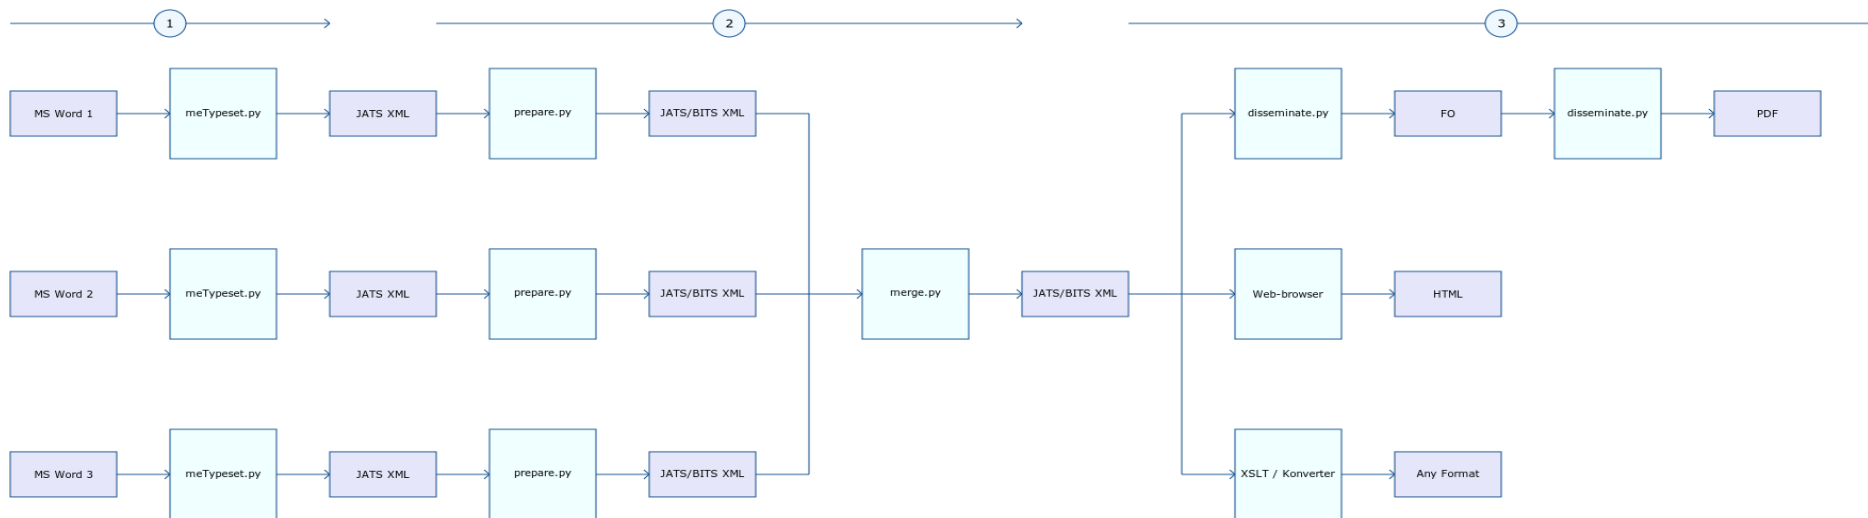 1
2
3
MS Word 1
meTypeset.py
JATS XML
prepare.py
JATS/BITS XML
disseminate.py
FO
disseminate.py
PDF
MS Word 2
meTypeset.py
JATS XML
prepare.py
JATS/BITS XML
merge.py
JATS/BITS XML
Web-browser
HTML
MS Word 3
meTypeset.py
JATS XML
prepare.py
JATS/BITS XML
XSLT / Konverter
Any Format